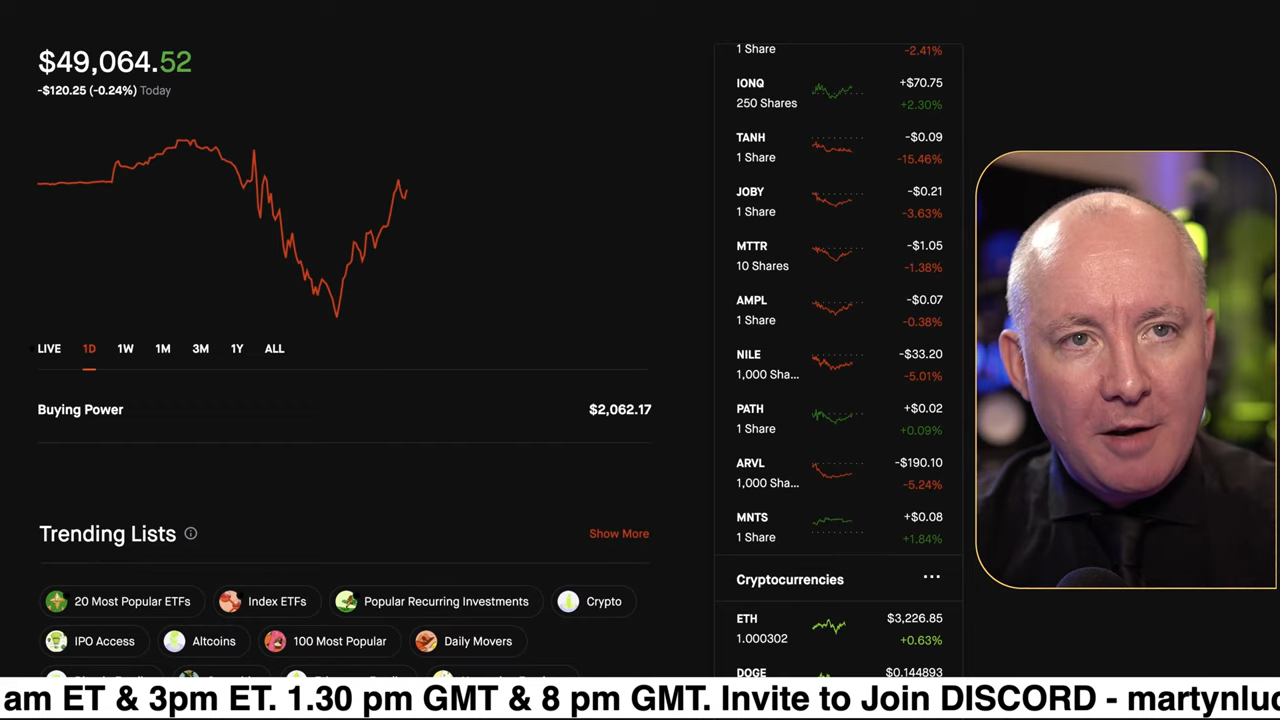 $49,064.52
-$120.25 (-0.24%) Today
LIVE 1D 1W 1M 3M 1Y ALL
Buying Power $2,062.17
Trending Lists Show More
20 Most Popular ETFs Index ETFs Popular Recurring Investments Crypto
IPO Access Altcoins 100 Most Popular Daily Movers
1 Share -2.41%
IONQ +$70.75
250 Shares +2.30%
TANH -$0.09
1 Share -15.46%
JOBY -$0.21
1 Share -3.63%
MTTR -$1.05
10 Shares -1.38%
AMPL -$0.07
1 Share -0.38%
NILE -$33.20
1,000 Sha... -5.01%
PATH +$0.02
1 Share +0.09%
ARVL -$190.10
1,000 Sha... -5.24%
MNTS +$0.08
1 Share +1.84%
Cryptocurrencies ...
ETH $3,226.85
1.000302 +0.63%
DOGE $0.144893
am ET & 3pm ET. 1.30 pm GMT & 8 pm GMT. Invite to Join DISCORD - martynluc